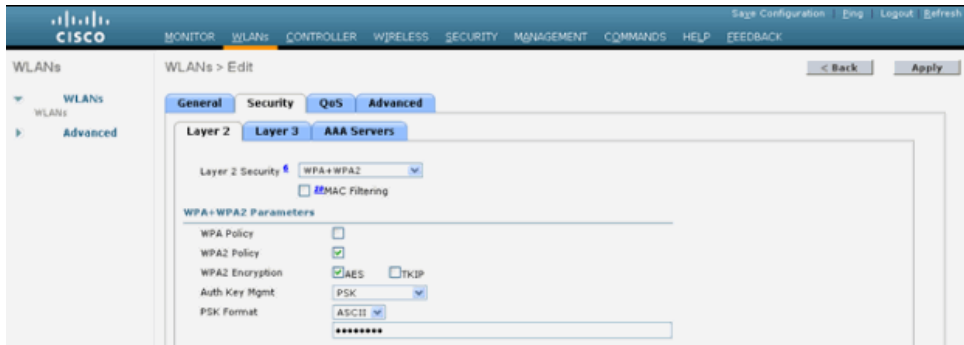 Save Configuration Ping Logout Refresh
CISCO
MONITOR WLANs CONTROLLER WIRELESS SECURITY MANAGEMENT COMMANDS HELP FEEDBACK
WLANs
WLANs > Edit
< Back Apply
WLANs
WLANs
Advanced
General Security QoS Advanced
Layer 2 Layer 3 AAA Servers
Layer 2 Security 6 WPA+WPA2
MAC Filtering
WPA+WPA2 Parameters
WPA Policy
WPA2 Policy
WPA2 Encryption AES TKIP
Auth Key Mgmt PSK
PSK Format ASCII
••••••••